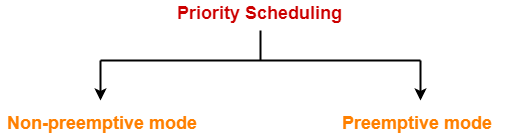 Priority Scheduling
Non-preemptive mode
Preemptive mode